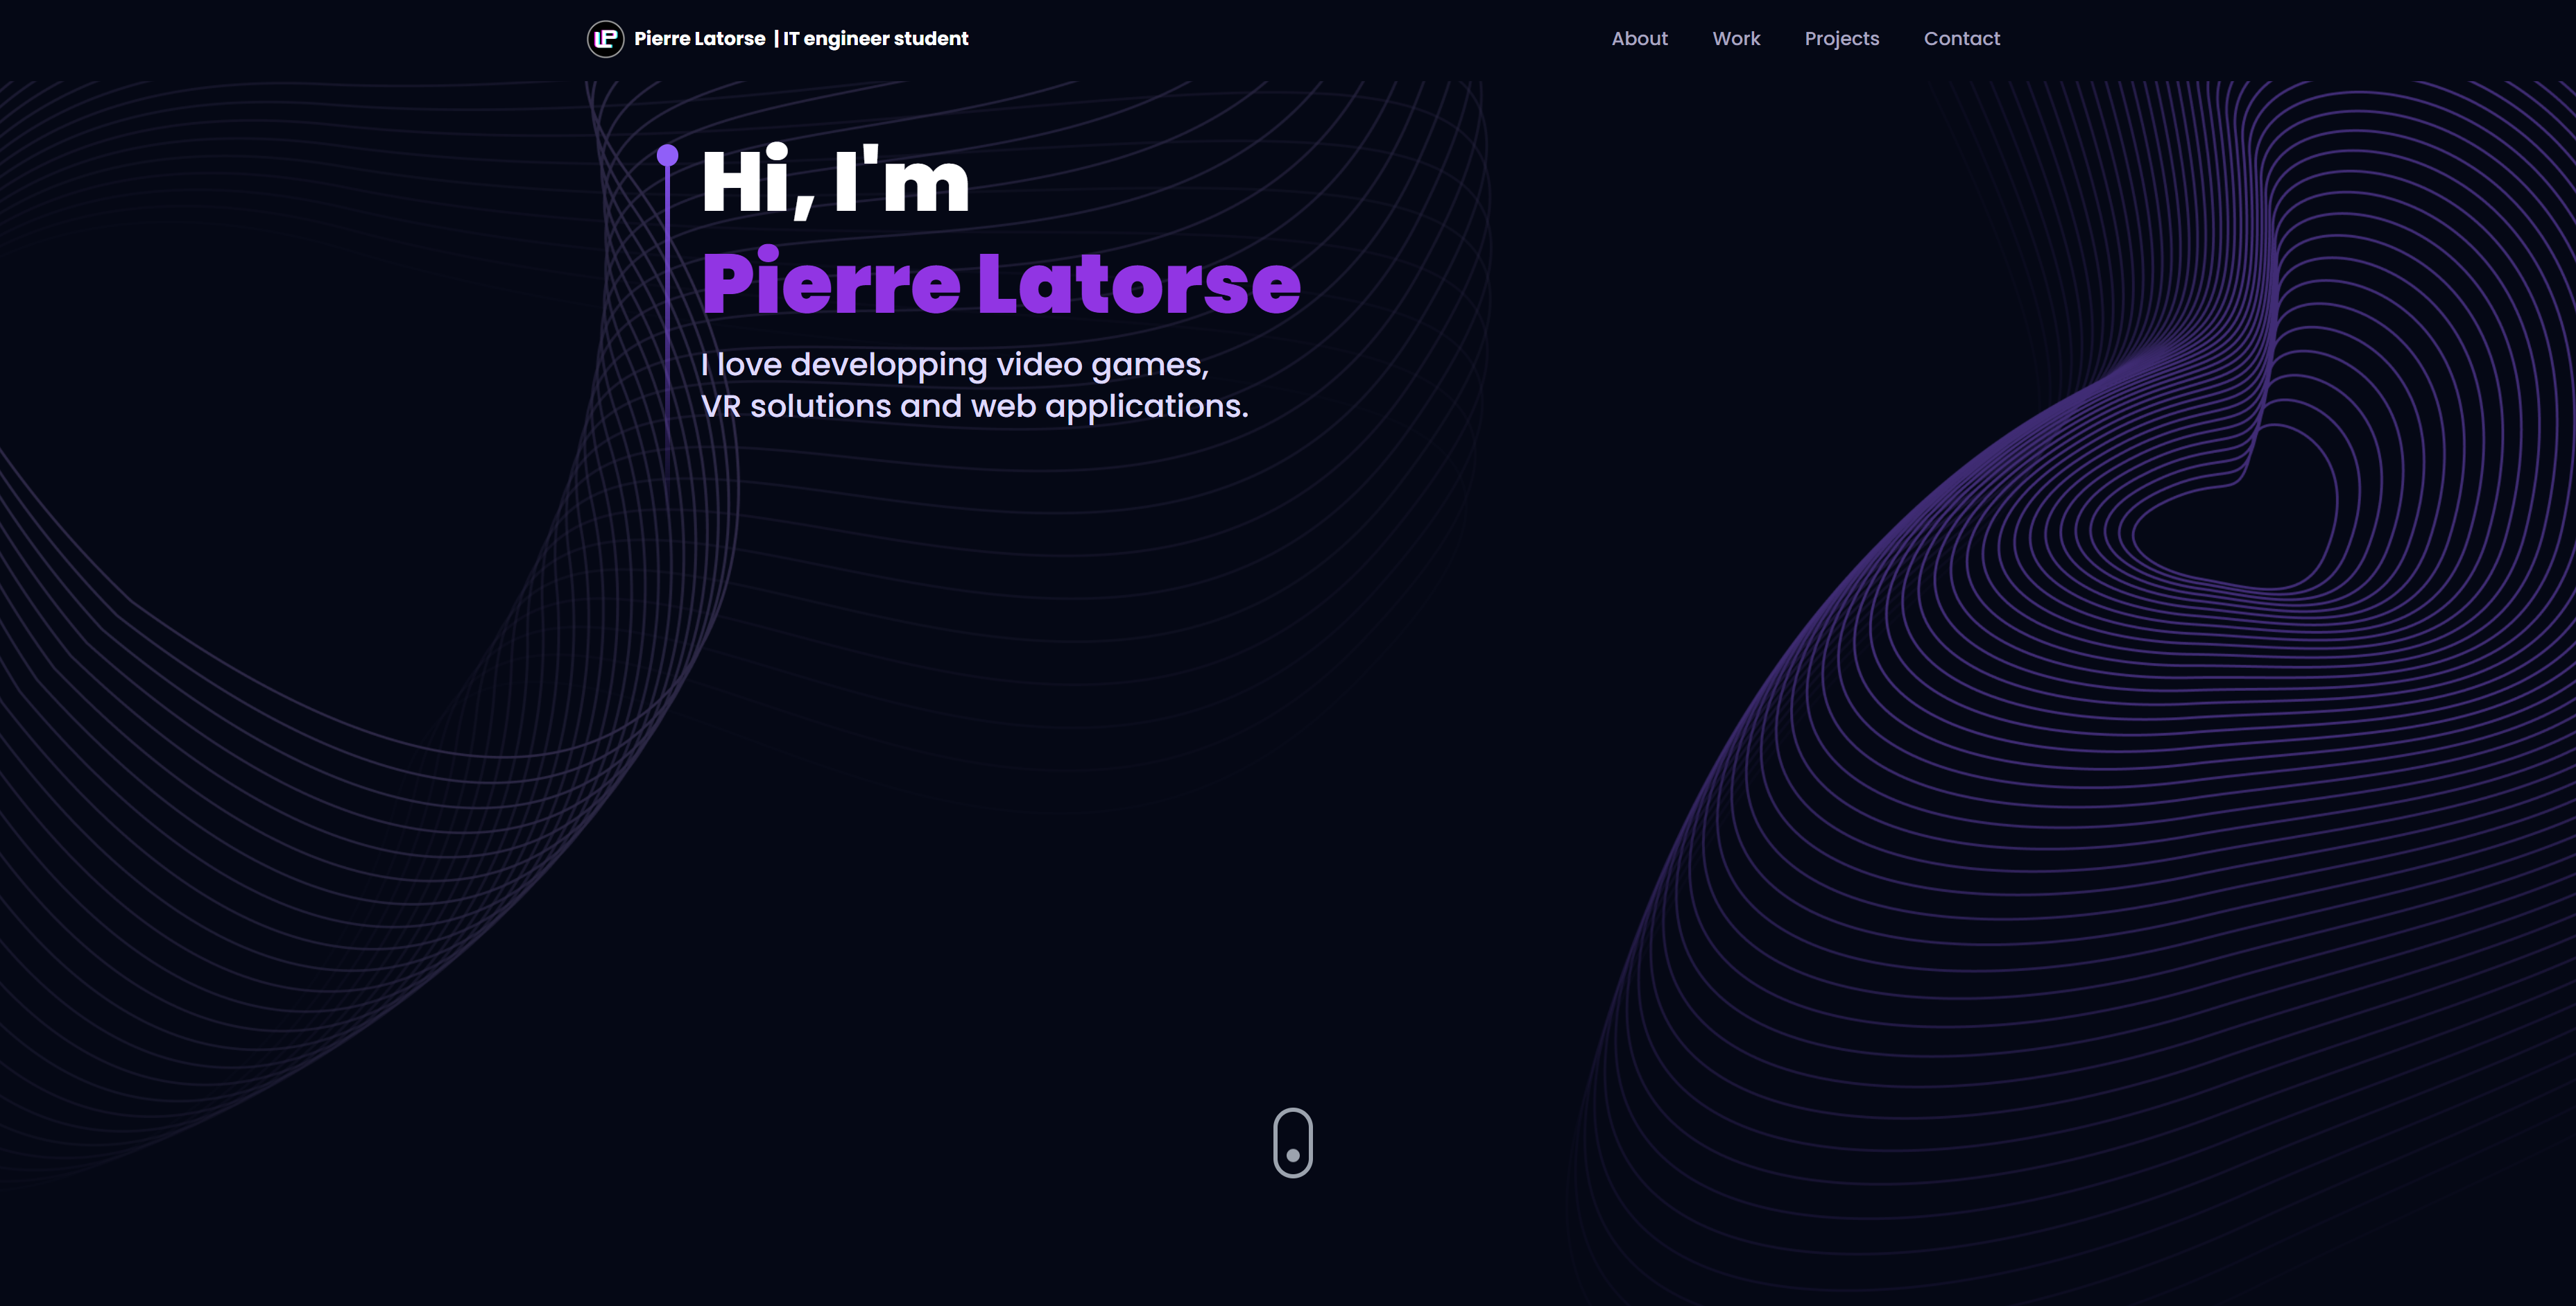 Pierre Latorse | IT engineer student
About Work Projects Contact
Hi, I'm
Pierre Latorse
I love developping video games,
VR solutions and web applications.